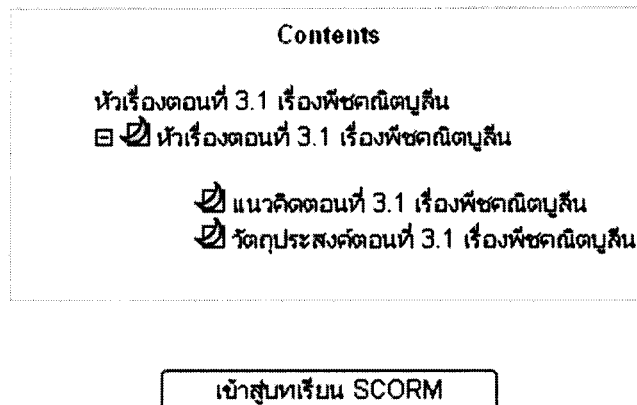 Contents
หัวเรื่องตอนที่ 3.1 เรื่องพีชคณิตบูลีน
หัวเรื่องตอนที่ 3.1 เรื่องพีชคณิตบูลีน
แนวคิดตอนที่ 3.1 เรื่องพีชคณิตบูลีน
วัตถุประสงค์ตอนที่ 3.1 เรื่องพีชคณิตบูลีน
เข้าสู่บทเรียน SCORM